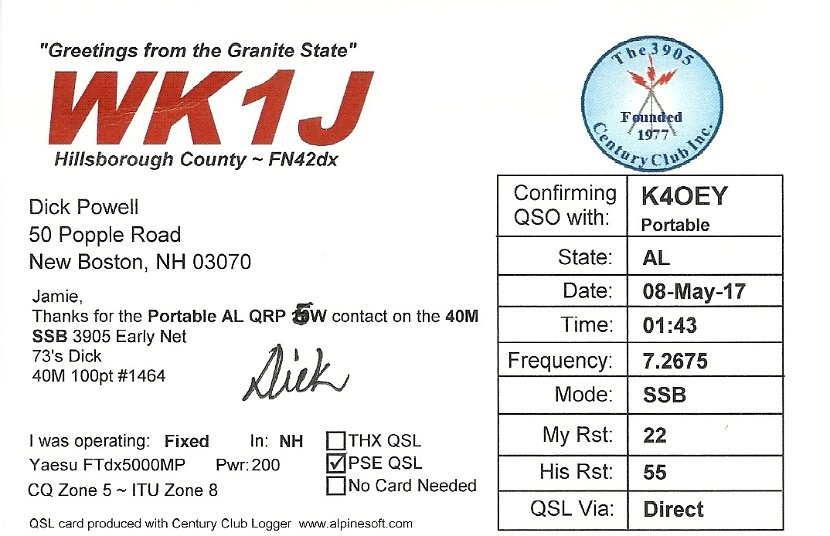 "Greetings from the Granite State"
WK1J
Hillsborough County ~ FN42dx
The 3905
Founded
1977
Century Club Inc.
Dick Powell
50 Popple Road
New Boston, NH 03070
Jamie,
Thanks for the Portable AL QRP 5W contact on the 40M
SSB 3905 Early Net
73's Dick
40M 100pt #1464
Dick
I was operating: Fixed In: NH
Yaesu FTdx5000MP Pwr: 200
CQ Zone 5 ~ ITU Zone 8
THX QSL
PSE QSL
No Card Needed
QSL card produced with Century Club Logger www.alpinesoft.com
Confirming QSO with: K4OEY Portable
State: AL
Date: 08-May-17
Time: 01:43
Frequency: 7.2675
Mode: SSB
My Rst: 22
His Rst: 55
QSL Via: Direct